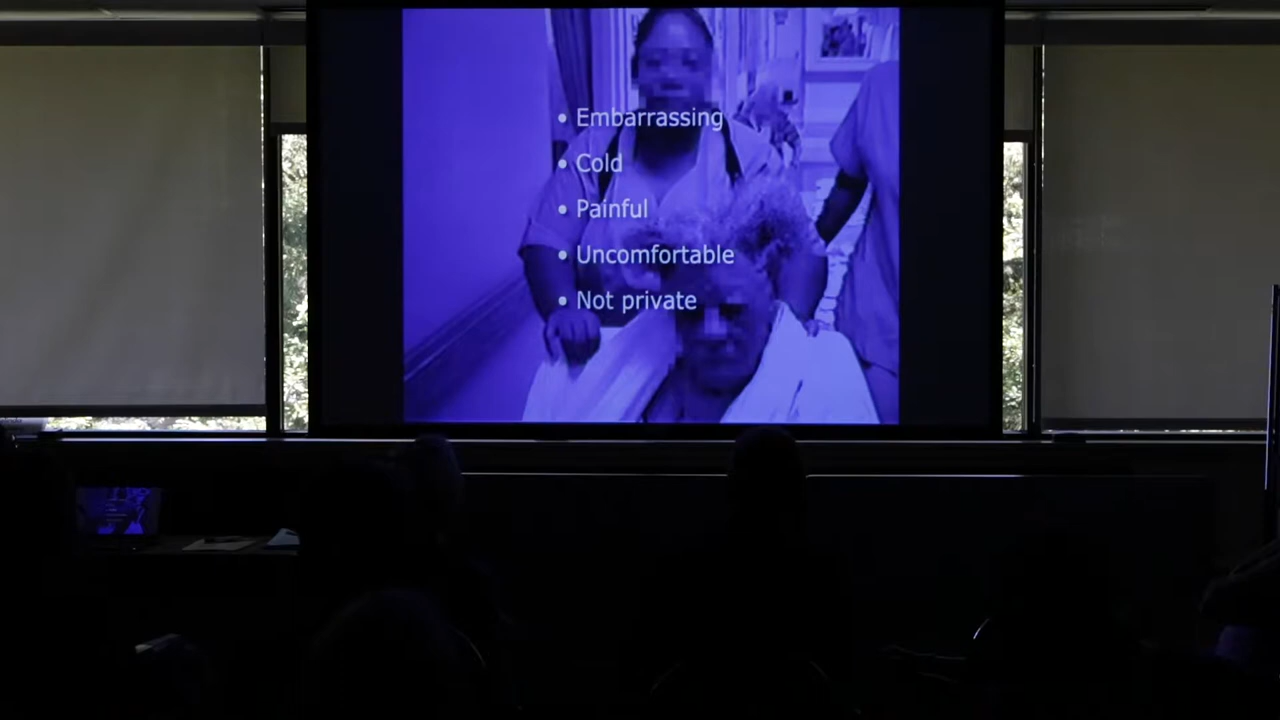 • Embarrassing
• Cold
• Painful
• Uncomfortable
• Not private